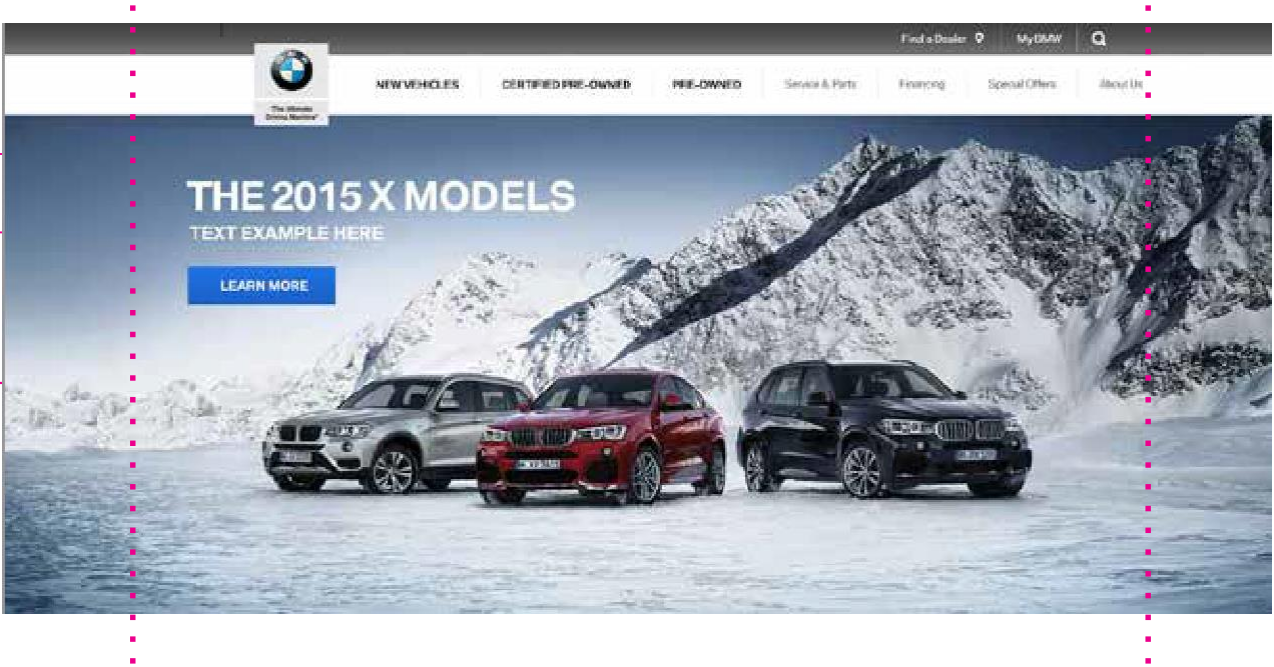 Find a Dealer
My BMW
The Ultimate
Driving Machine®
NEW VEHICLES
CERTIFIED PRE-OWNED
PRE-OWNED
Service & Parts
Financing
Special Offers
About Us
THE 2015 X MODELS
TEXT EXAMPLE HERE
LEARN MORE